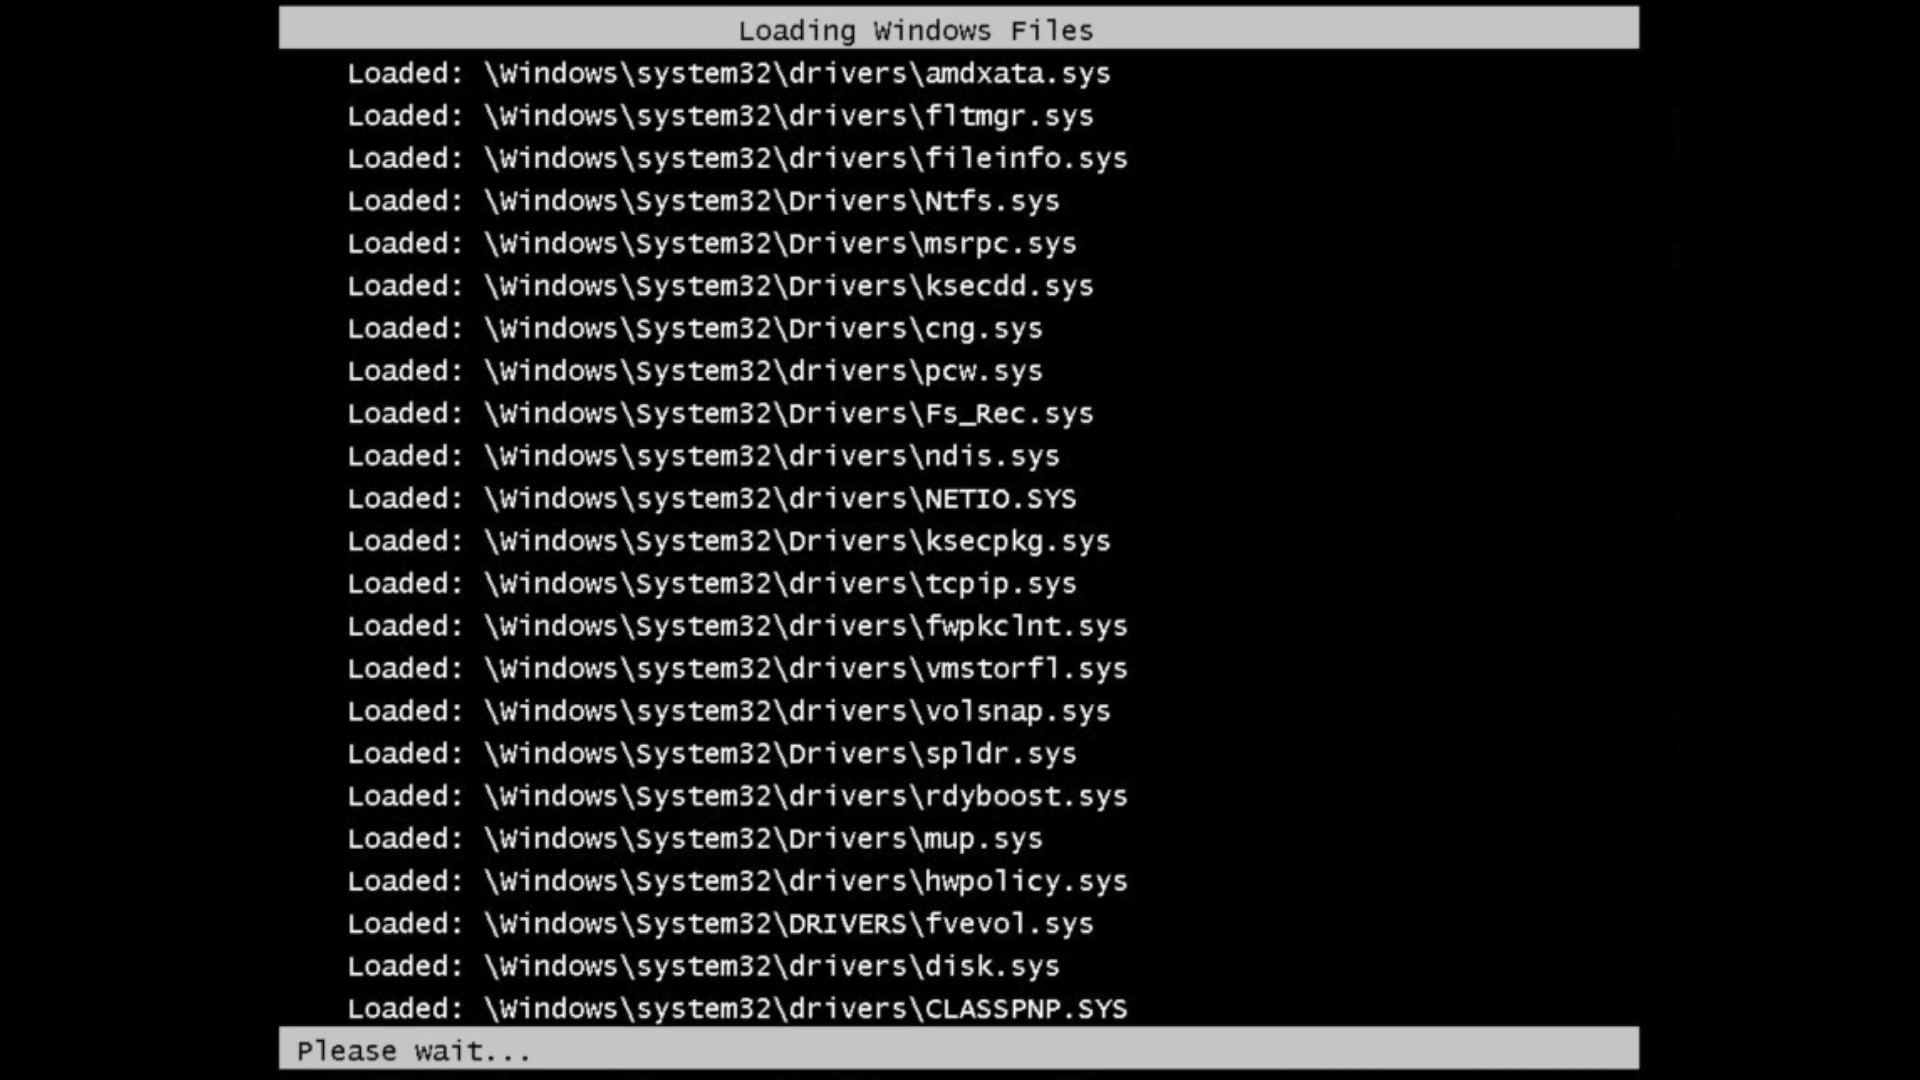 Loading Windows Files
Loaded: \Windows\system32\drivers\amdxata.sys
Loaded: \Windows\system32\drivers\fltmgr.sys
Loaded: \Windows\system32\drivers\fileinfo.sys
Loaded: \Windows\System32\Drivers\Ntfs.sys
Loaded: \Windows\System32\Drivers\msrpc.sys
Loaded: \Windows\System32\Drivers\ksecdd.sys
Loaded: \Windows\System32\Drivers\cng.sys
Loaded: \Windows\System32\drivers\pcw.sys
Loaded: \Windows\System32\Drivers\Fs_Rec.sys
Loaded: \Windows\system32\drivers\ndis.sys
Loaded: \Windows\system32\drivers\NETIO.SYS
Loaded: \Windows\System32\Drivers\ksecpkg.sys
Loaded: \Windows\System32\drivers\tcpip.sys
Loaded: \Windows\System32\drivers\fwpkclnt.sys
Loaded: \Windows\system32\drivers\vmstorfl.sys
Loaded: \Windows\system32\drivers\volsnap.sys
Loaded: \Windows\System32\Drivers\spldr.sys
Loaded: \Windows\System32\drivers\rdyboost.sys
Loaded: \Windows\System32\Drivers\mup.sys
Loaded: \Windows\System32\drivers\hwpolicy.sys
Loaded: \Windows\System32\DRIVERS\fvevol.sys
Loaded: \Windows\system32\drivers\disk.sys
Loaded: \Windows\system32\drivers\CLASSPNP.SYS
Please wait...